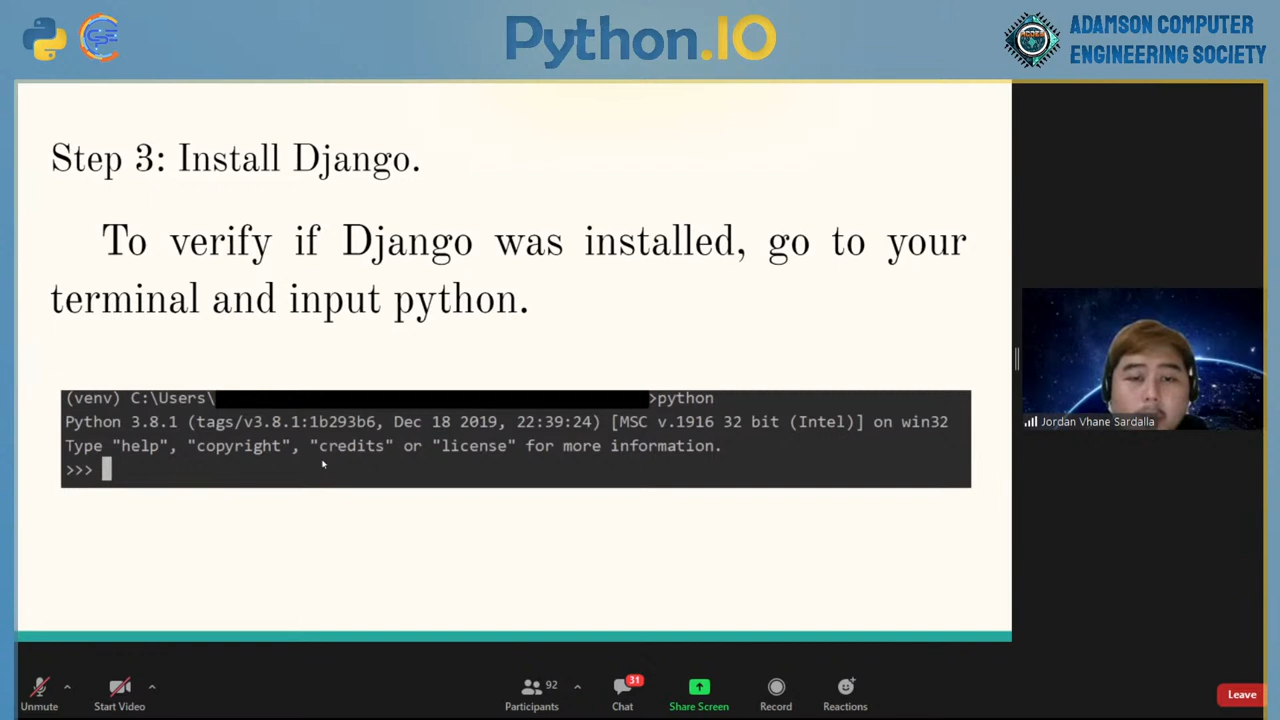 Python.IO
ADAMSON COMPUTER
ENGINEERING SOCIETY
Step 3: Install Django.
To verify if Django was installed, go to your
terminal and input python.
(venv) C:\Users\ >python
Python 3.8.1 (tags/v3.8.1:1b293b6, Dec 18 2019, 22:39:24) [MSC v.1916 32 bit (Intel)] on win32
Type "help", "copyright", "credits" or "license" for more information.
>>>
Jordan Vhane Sardalla
Unmute
Start Video
92
Participants
31
Chat
Share Screen
Record
Reactions
Leave